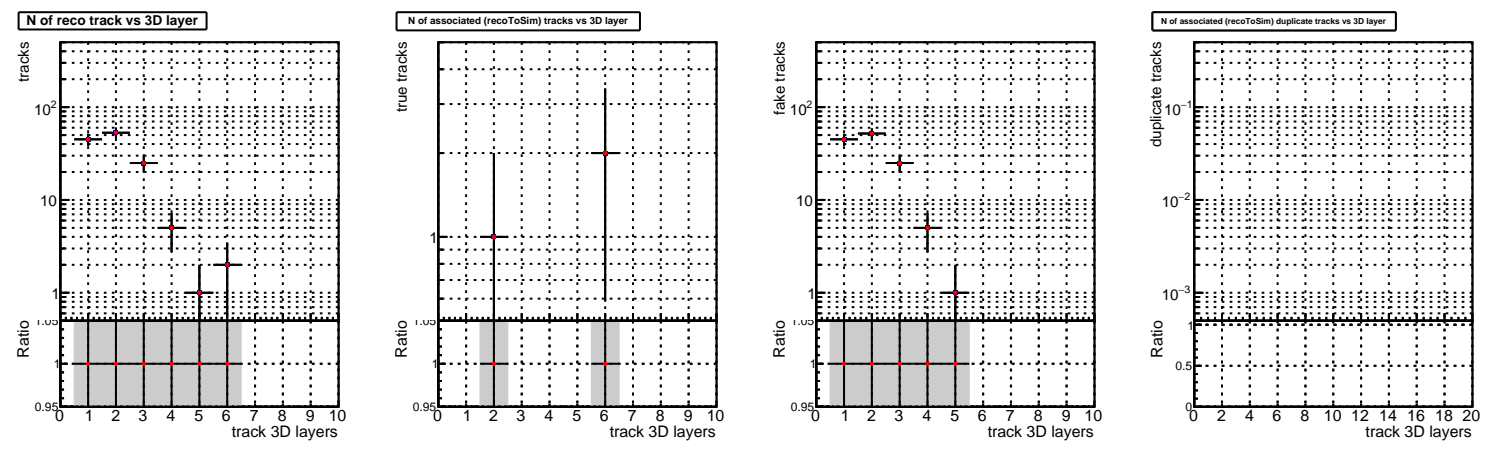 N of reco track vs 3D layer
tracks
10²
10
1
Ratio
1.05
1
0.95
0 1 2 3 4 5 6 7 8 9 10
track 3D layers
N of associated (recoToSim) tracks vs 3D layer
true tracks
1
Ratio
1.05
1
0.95
0 1 2 3 4 5 6 7 8 9 10
track 3D layers
fake tracks
10²
10
1
Ratio
1.05
1
0.95
0 1 2 3 4 5 6 7 8 9 10
track 3D layers
N of associated (recoToSim) duplicate tracks vs 3D layer
duplicate tracks
10⁻¹
10⁻²
10⁻³
Ratio
1
0.5
0
0 2 4 6 8 10 12 14 16 18 20
track 3D layers